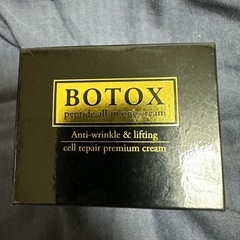 BOTOX
peptide all in one cream
Anti-wrinkle & lifting
cell repair premium cream